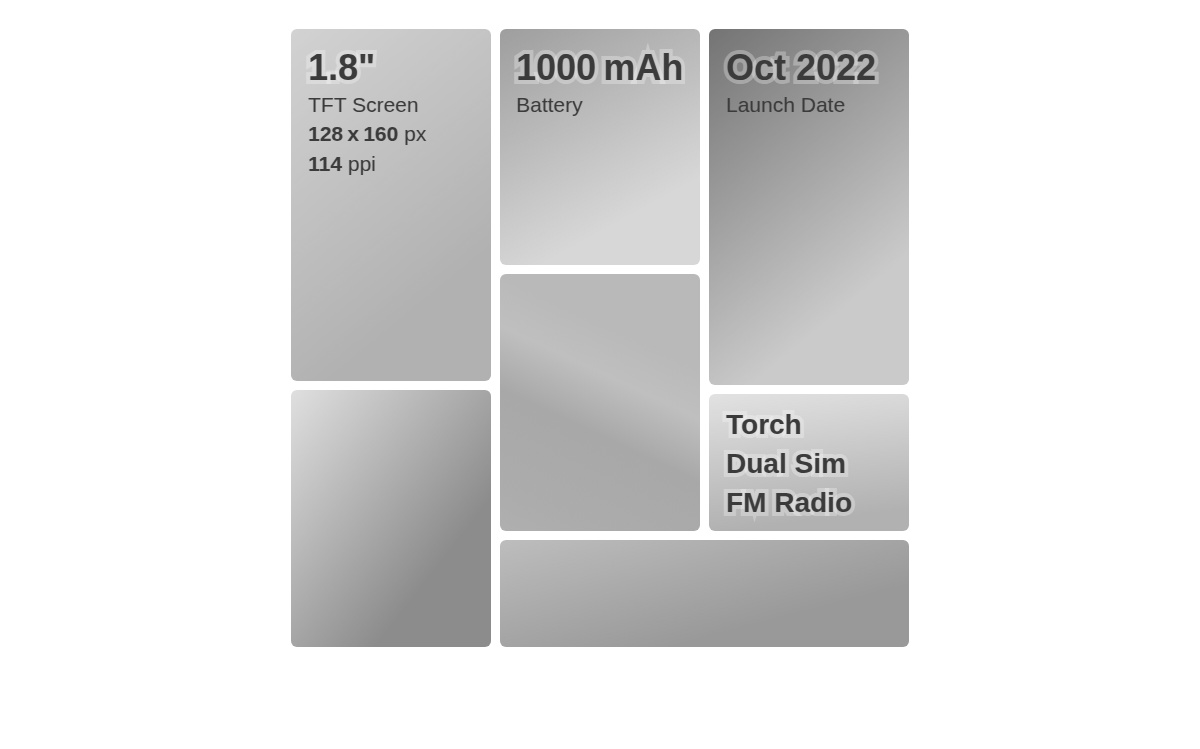 1.8"
TFT Screen
128 x 160 px
114 ppi
1000 mAh
Battery
Oct 2022
Launch Date
Torch
Dual Sim
FM Radio